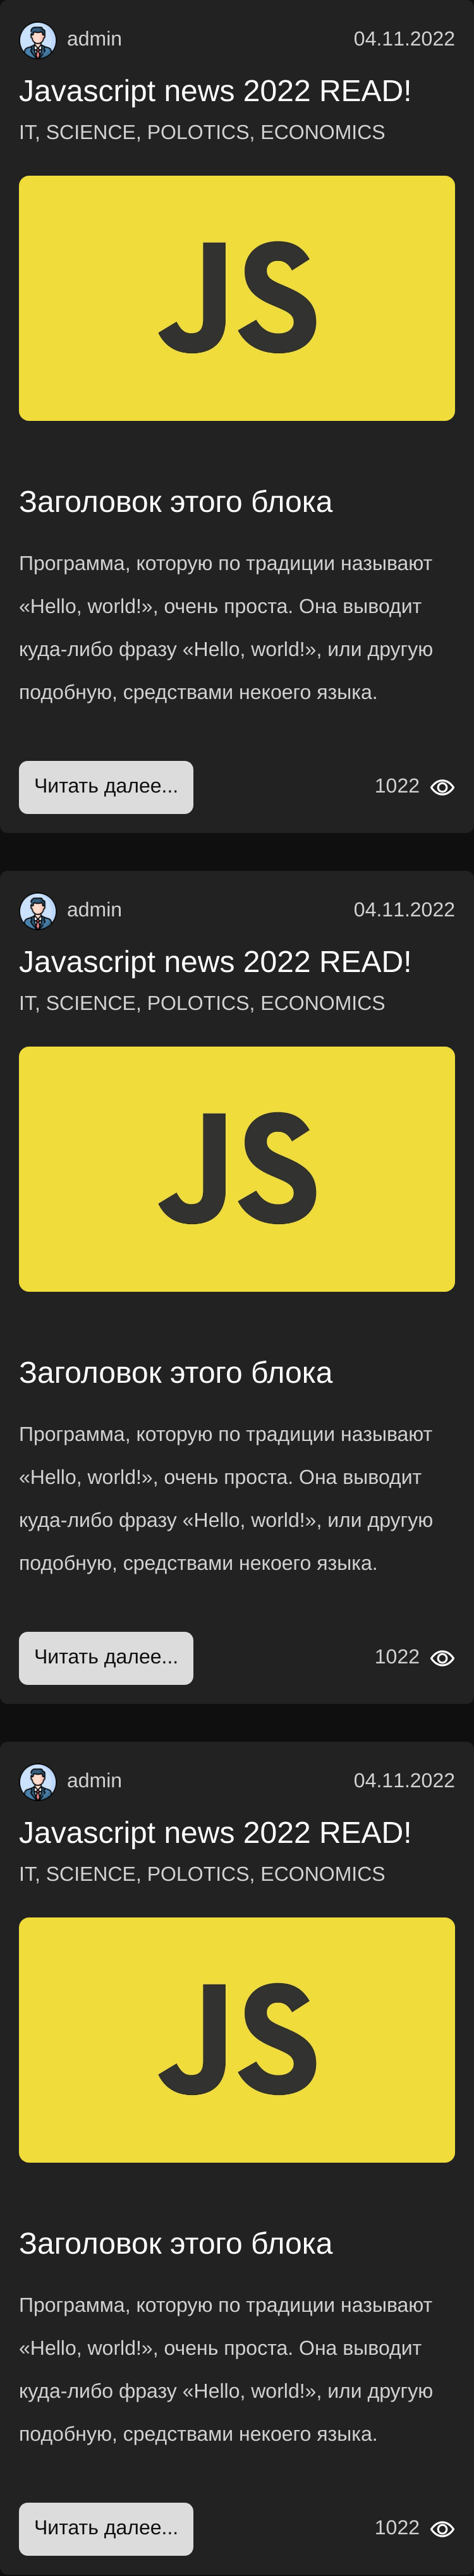 admin 04.11.2022
Javascript news 2022 READ!
IT, SCIENCE, POLOTICS, ECONOMICS
JS
Заголовок этого блока
Программа, которую по традиции называют
«Hello, world!», очень проста. Она выводит
куда-либо фразу «Hello, world!», или другую
подобную, средствами некоего языка.
Читать далее... 1022
admin 04.11.2022
Javascript news 2022 READ!
IT, SCIENCE, POLOTICS, ECONOMICS
JS
Заголовок этого блока
Программа, которую по традиции называют
«Hello, world!», очень проста. Она выводит
куда-либо фразу «Hello, world!», или другую
подобную, средствами некоего языка.
Читать далее... 1022
admin 04.11.2022
Javascript news 2022 READ!
IT, SCIENCE, POLOTICS, ECONOMICS
JS
Заголовок этого блока
Программа, которую по традиции называют
«Hello, world!», очень проста. Она выводит
куда-либо фразу «Hello, world!», или другую
подобную, средствами некоего языка.
Читать далее... 1022